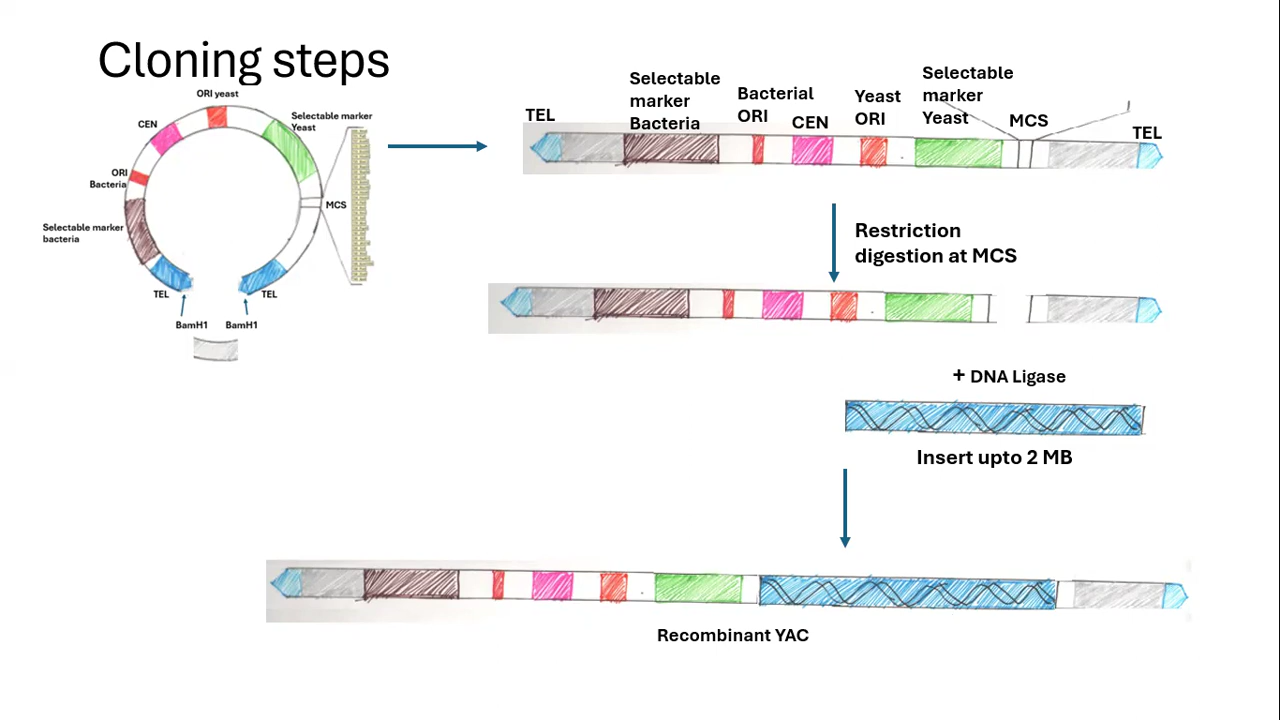 Cloning steps
ORI yeast
CEN
Selectable marker
Yeast
ORI
Bacteria
MCS
Selectable marker
bacteria
TEL
TEL
BamH1
BamH1
TEL
Selectable
marker
Bacteria
Bacterial
ORI
CEN
Yeast
ORI
Selectable
marker
Yeast
MCS
TEL
Restriction
digestion at MCS
+ DNA Ligase
Insert upto 2 MB
Recombinant YAC